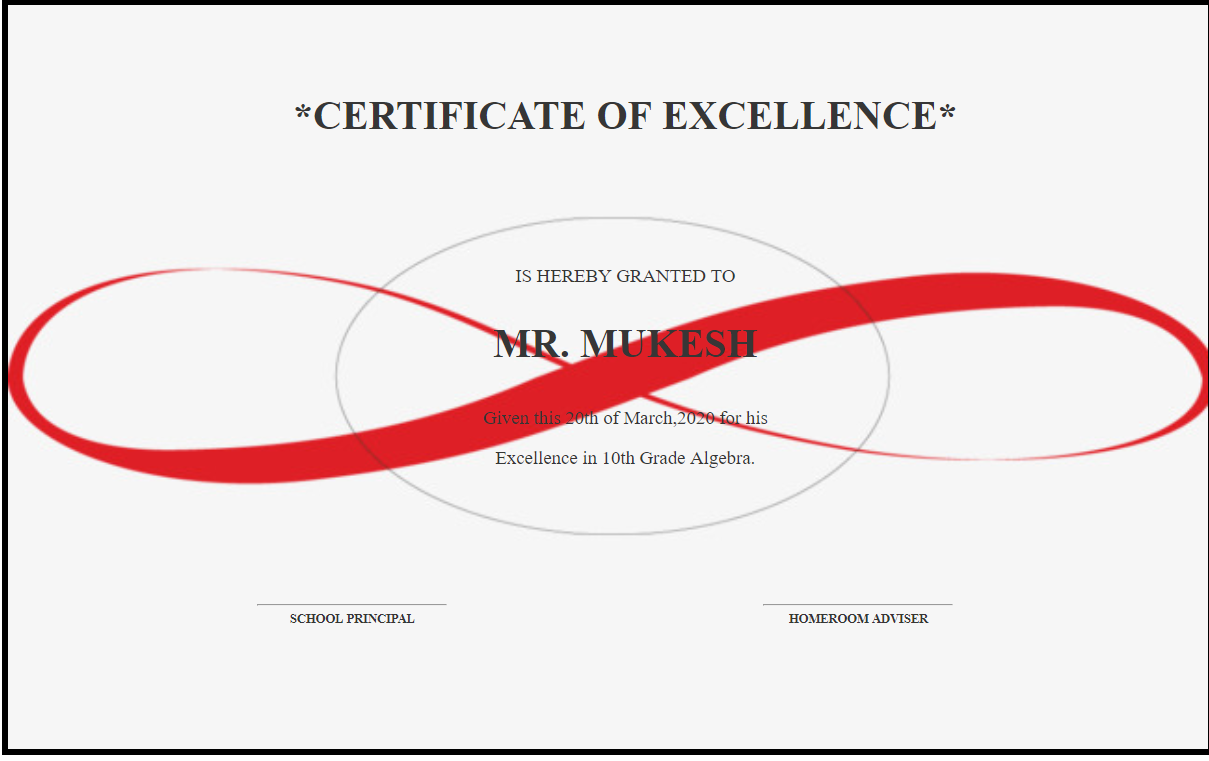 *CERTIFICATE OF EXCELLENCE*
IS HEREBY GRANTED TO
MR. MUKESH
Given this 20th of March,2020 for his
Excellence in 10th Grade Algebra.
SCHOOL PRINCIPAL
HOMEROOM ADVISER